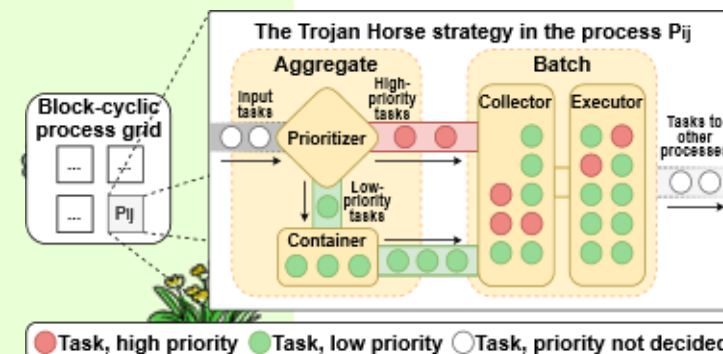 The Trojan Horse strategy in the process Pij
Aggregate
Batch
Block-cyclic
process grid
...
...
...
Pij
Input
tasks
Prioritizer
High-
priority
tasks
Low-
priority
tasks
Container
Collector
Executor
Tasks to
other
processes
Task, high priority
Task, low priority
Task, priority not decided